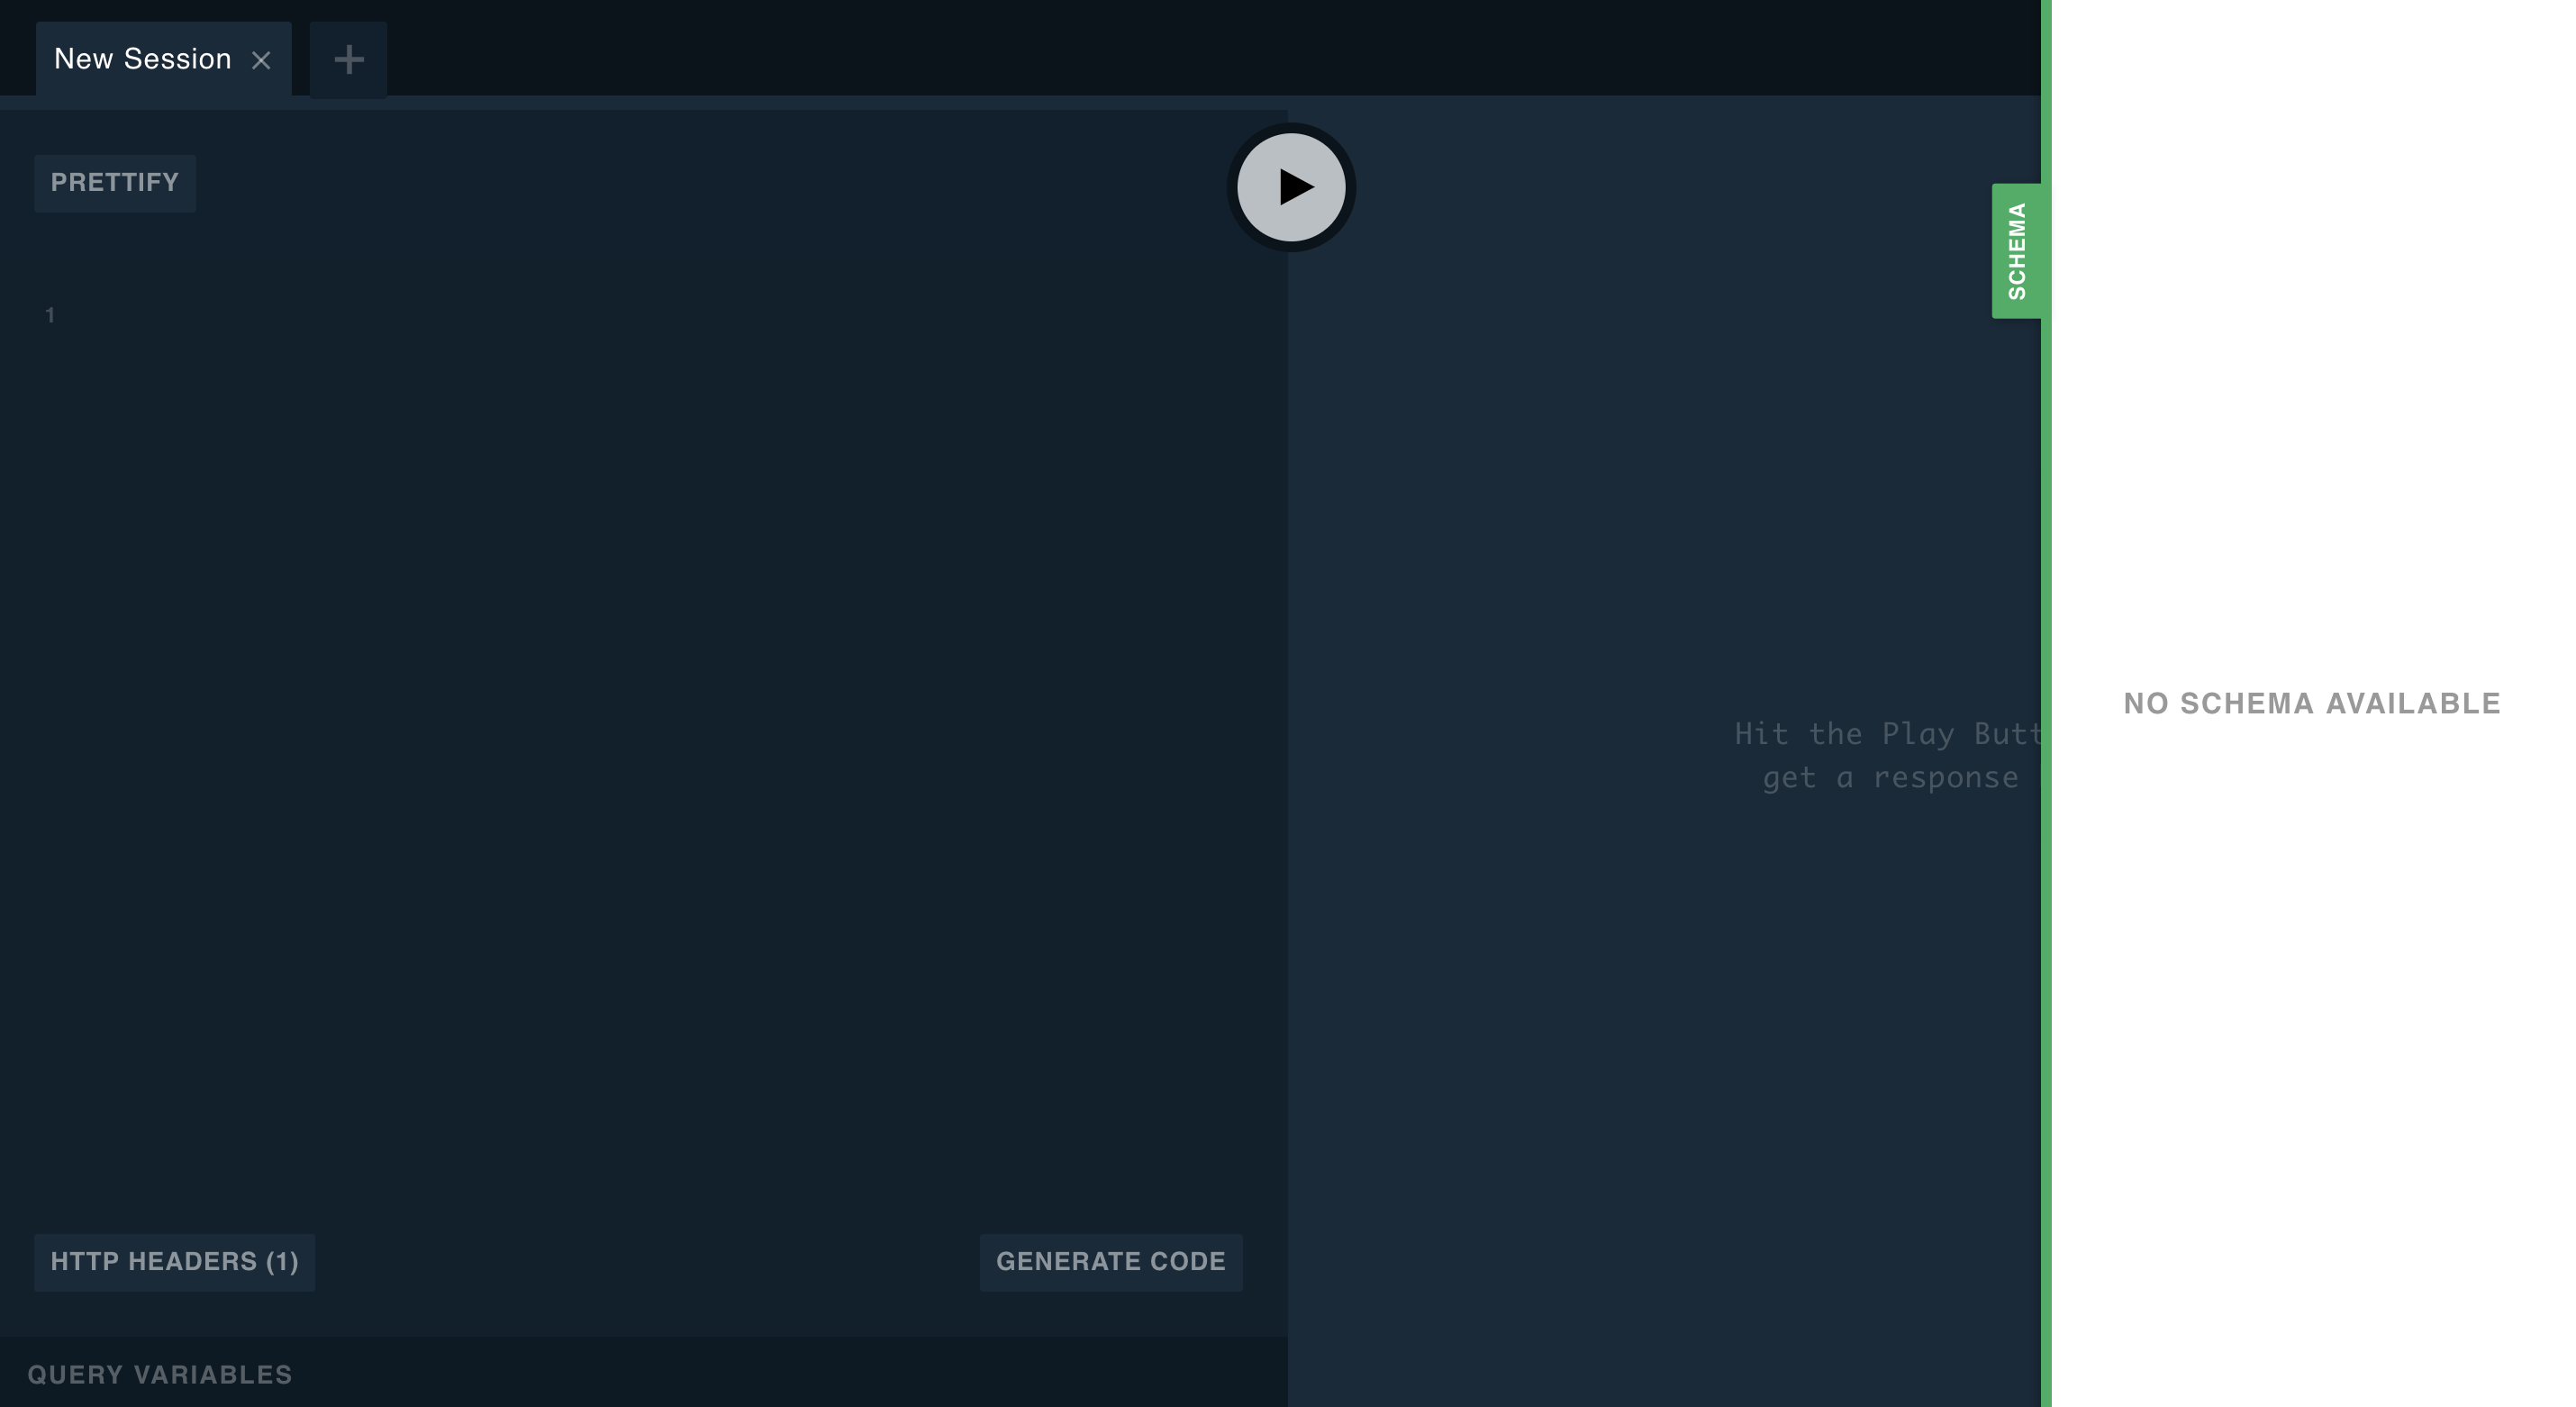 New Session
PRETTIFY
SCHEMA
1
NO SCHEMA AVAILABLE
Hit the Play Butt
get a response
HTTP HEADERS (1)
GENERATE CODE
QUERY VARIABLES